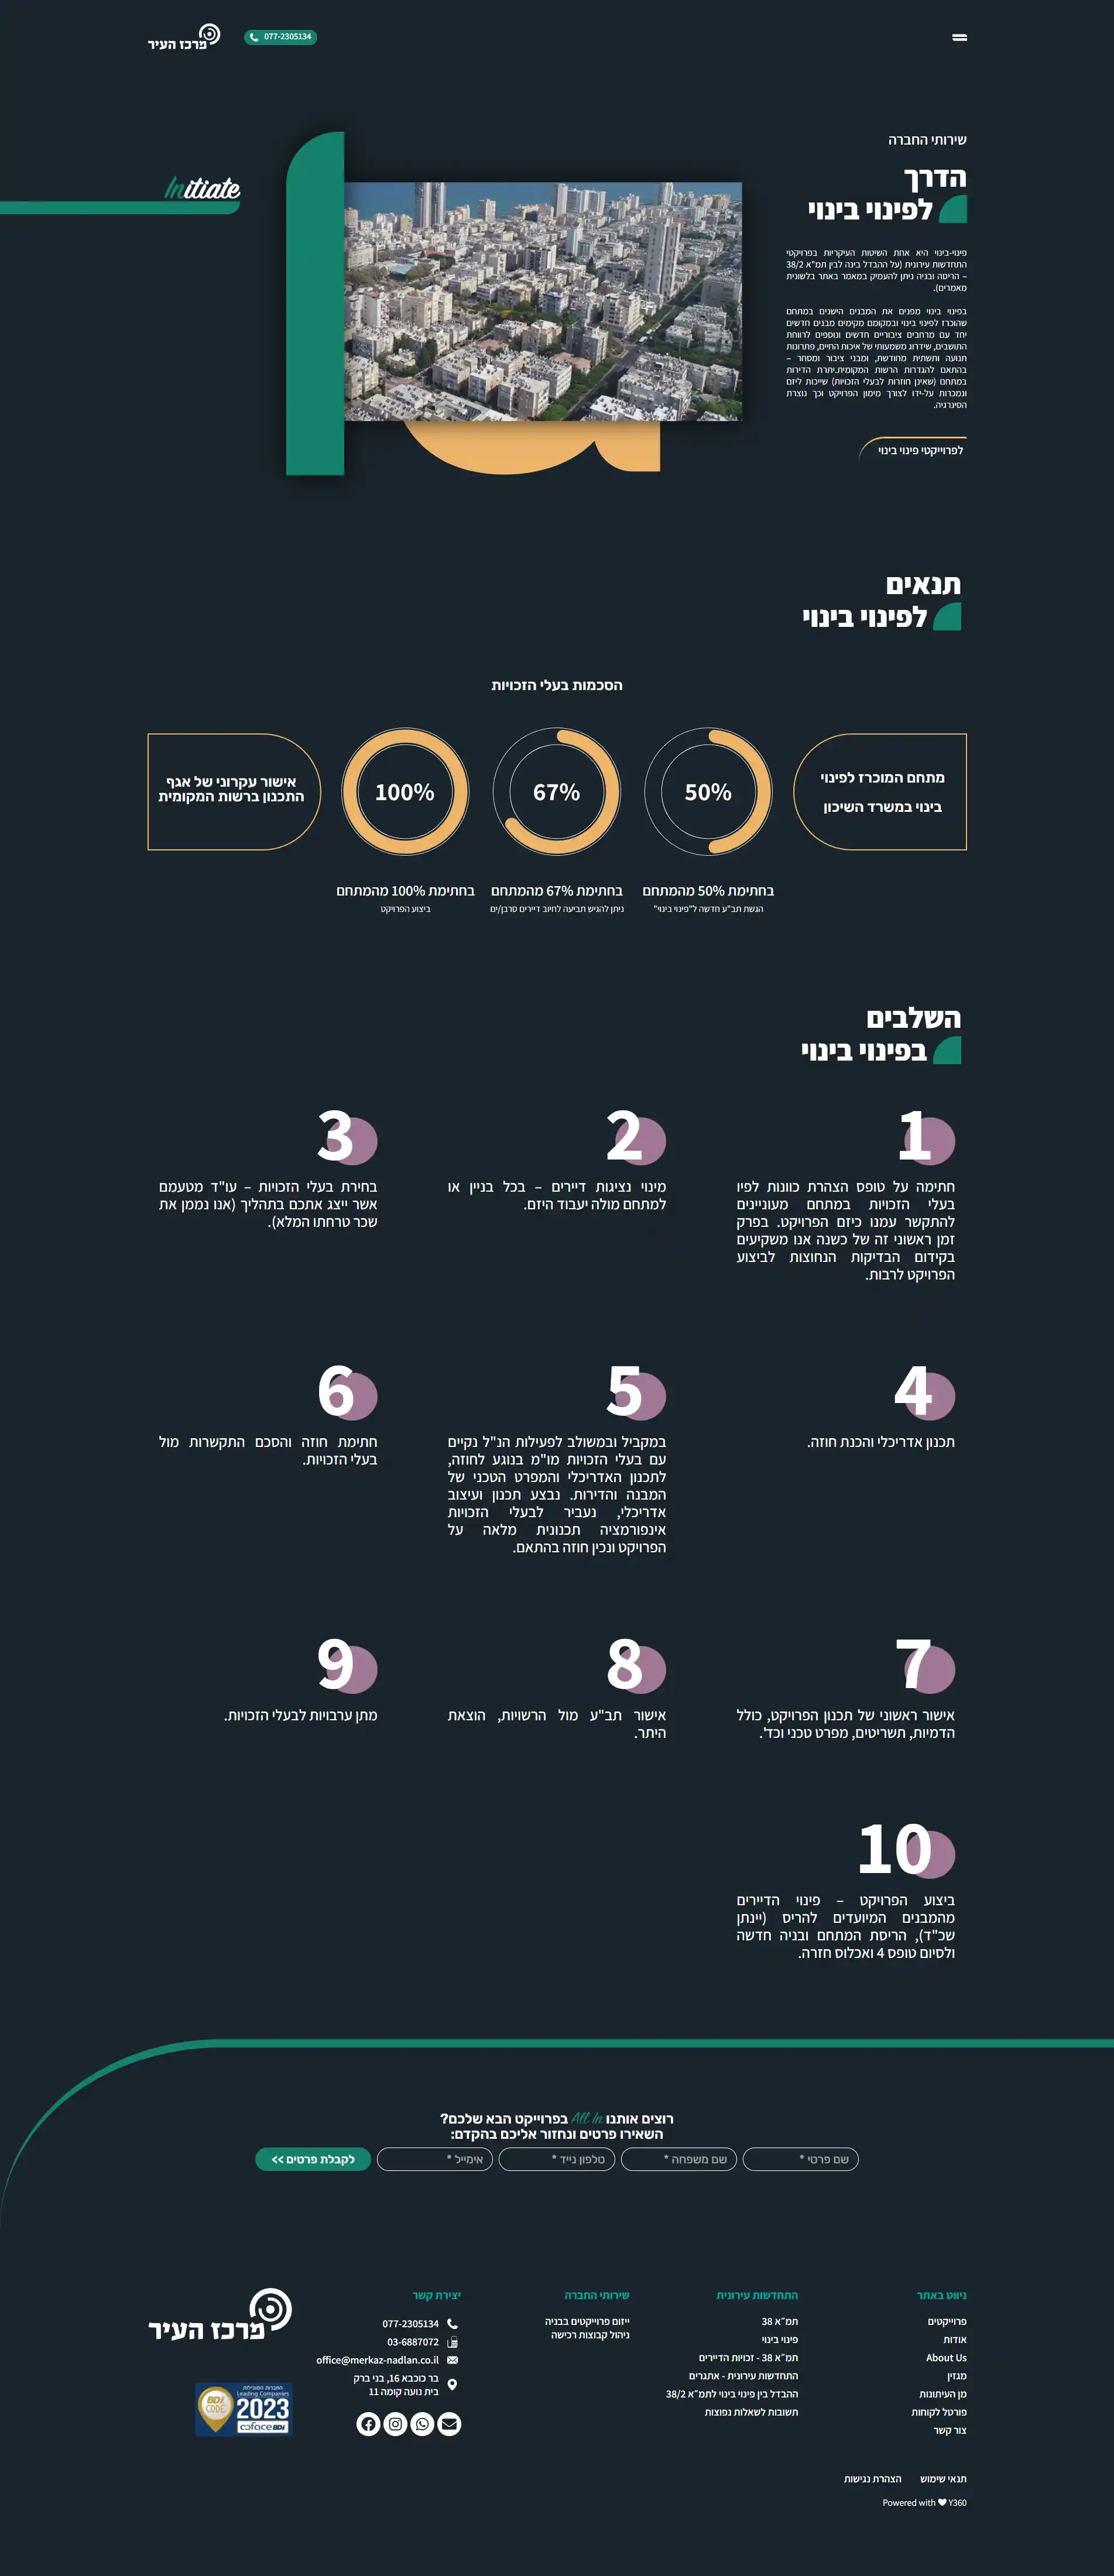 077-2305134
מרכז העיר
שירותי החברה
הדרך
לפינוי בינוי
Initiate
פינוי-בינוי היא אחת השיטות העיקריות בפרויקטי
התחדשות עירונית (על ההבדל בינה לבין תמ"א 38/2
– הריסה ובניה ניתן להעמיק במאמר באתר בלשונית
מאמרים).
בפינוי בינוי מפנים את המבנים הישנים במתחם
שהוכרז לפינוי בינוי ובמקומם מקימים מבנים חדשים
יחד עם מרחבים ציבוריים חדשים ונוספים לרווחת
התושבים, שידרוג משמעותי של איכות החיים, פתרונות
תנועה ותשתית מחודשת, ומבני ציבור ומסחר –
בהתאם להגדרות הרשות המקומית.יתרת הדירות
במתחם (שאינן חוזרות לבעלי הזכויות) שייכות ליזם
ונמכרות על-ידו לצורך מימון הפרויקט וכך נוצרת
הסינרגיה.
לפרוייקטי פינוי בינוי
תנאים
לפינוי בינוי
הסכמות בעלי הזכויות
מתחם המוכרז לפינוי
בינוי במשרד השיכון
50%
67%
100%
אישור עקרוני של אגף
התכנון ברשות המקומית
בחתימת 50% מהמתחם
הגשת תב"ע חדשה ל"פינוי בינוי"
בחתימת 67% מהמתחם
ניתן להגיש תביעה לחיוב דיירים סרבן/ים
בחתימת 100% מהמתחם
ביצוע הפרויקט
השלבים
בפינוי בינוי
1
חתימה על טופס הצהרת כוונות לפיו
בעלי הזכויות במתחם מעוניינים
להתקשר עמנו כיזם הפרויקט. בפרק
זמן ראשוני זה של כשנה אנו משקיעים
בקידום הבדיקות הנחוצות לביצוע
הפרויקט לרבות.
2
מינוי נציגות דיירים – בכל בניין או
למתחם מולה יעבוד היזם.
3
בחירת בעלי הזכויות – עו"ד מטעמם
אשר ייצג אתכם בתהליך (אנו נממן את
שכר טרחתו המלא).
4
תכנון אדריכלי והכנת חוזה.
5
במקביל ובמשולב לפעילות הנ"ל נקיים
עם בעלי הזכויות מו"מ בנוגע לחוזה,
לתכנון האדריכלי והמפרט הטכני של
המבנה והדירות. נבצע תכנון ועיצוב
אדריכלי, נעביר לבעלי הזכויות
אינפורמציה תכנונית מלאה על
הפרויקט ונכין חוזה בהתאם.
6
חתימת חוזה והסכם התקשרות מול
בעלי הזכויות.
7
אישור ראשוני של תכנון הפרויקט, כולל
הדמיות, תשריטים, מפרט טכני וכד'.
8
אישור תב"ע מול הרשויות, הוצאת
היתר.
9
מתן ערבויות לבעלי הזכויות.
10
ביצוע הפרויקט – פינוי הדיירים
מהמבנים המיועדים להריס (יינתן
שכ"ד), הריסת המתחם ובניה חדשה
ולסיום טופס 4 ואכלוס חזרה.
רוצים אותנו All In בפרוייקט הבא שלכם?
השאירו פרטים ונחזור אליכם בהקדם:
שם פרטי *
שם משפחה *
טלפון נייד *
אימייל *
לקבלת פרטים >>
ניווט באתר
פרוייקטים
אודות
About Us
מגזין
מן העיתונות
פורטל לקוחות
צור קשר
התחדשות עירונית
תמ״א 38
פינוי בינוי
תמ״א 38 - זכויות הדיירים
התחדשות עירונית - אתגרים
ההבדל בין פינוי בינוי לתמ״א 38/2
תשובות לשאלות נפוצות
שירותי החברה
ייזום פרוייקטים בבניה
ניהול קבוצות רכישה
יצירת קשר
077-2305134
03-6887072
office@merkaz-nadlan.co.il
בר כוכבא 16, בני ברק
בית נועה קומה 11
מרכז העיר
החברות המובילות
Leading Companies
BDi
CODE
2023
coface BDi
תנאי שימוש
הצהרת נגישות
Powered with Y360